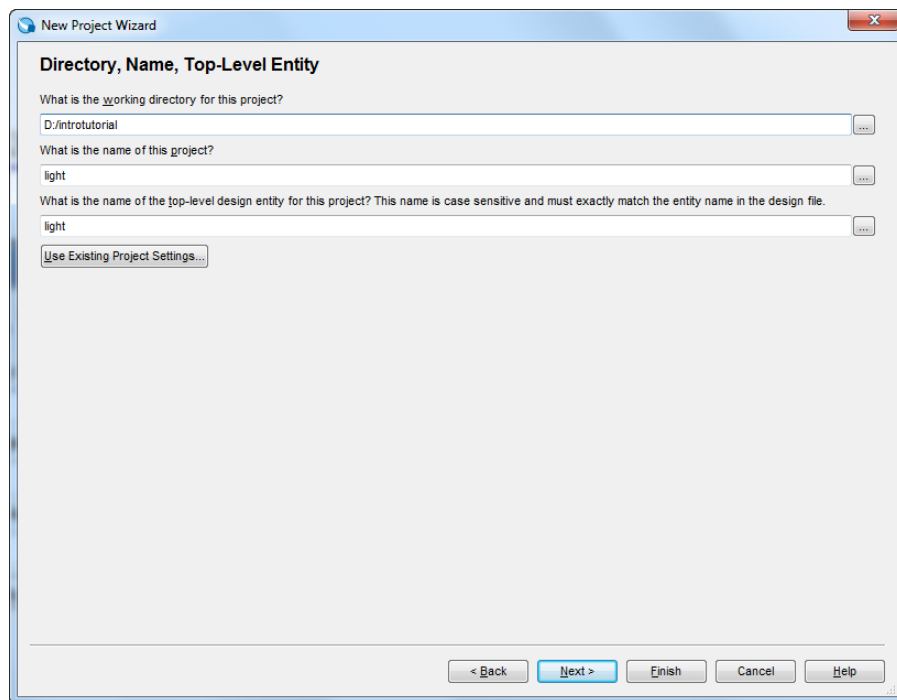 New Project Wizard
Directory, Name, Top-Level Entity
What is the working directory for this project?
D:/introtutorial
...
What is the name of this project?
light
...
What is the name of the top-level design entity for this project? This name is case sensitive and must exactly match the entity name in the design file.
light
...
Use Existing Project Settings...
< Back Next > Finish Cancel Help